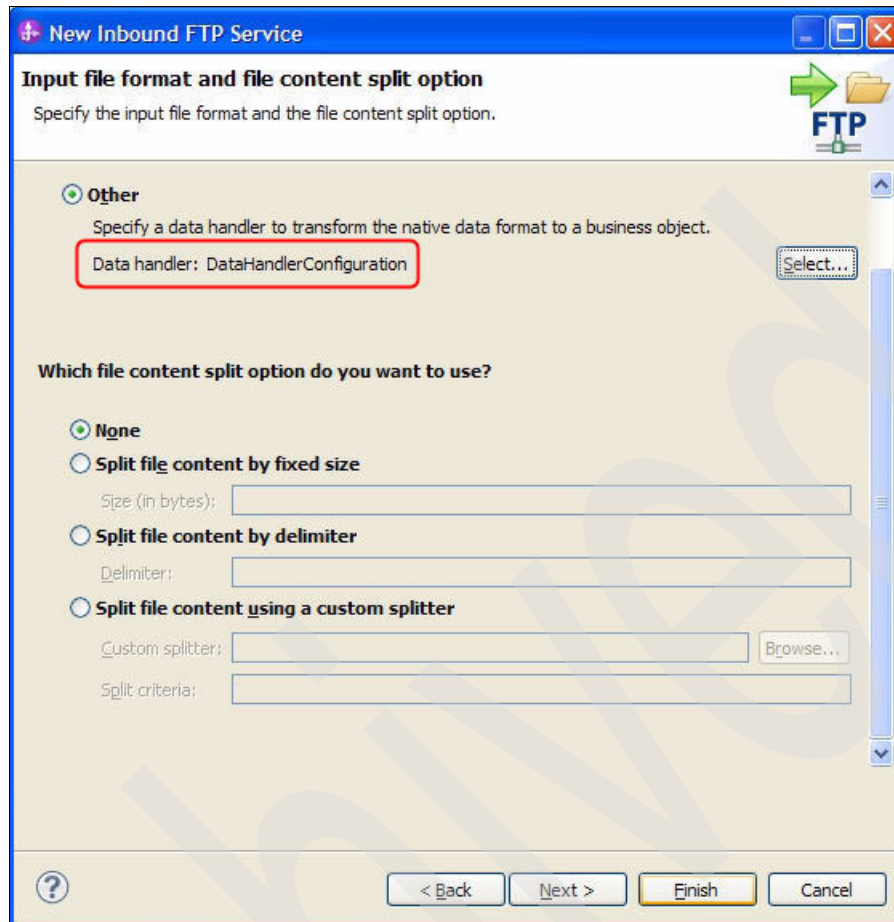 New Inbound FTP Service
Input file format and file content split option
Specify the input file format and the file content split option.
FTP
Other
Specify a data handler to transform the native data format to a business object.
Data handler: DataHandlerConfiguration
Select...
Which file content split option do you want to use?
None
Split file content by fixed size
Size (in bytes):
Split file content by delimiter
Delimiter:
Split file content using a custom splitter
Custom splitter:
Browse...
Split criteria:
?
< Back
Next >
Finish
Cancel